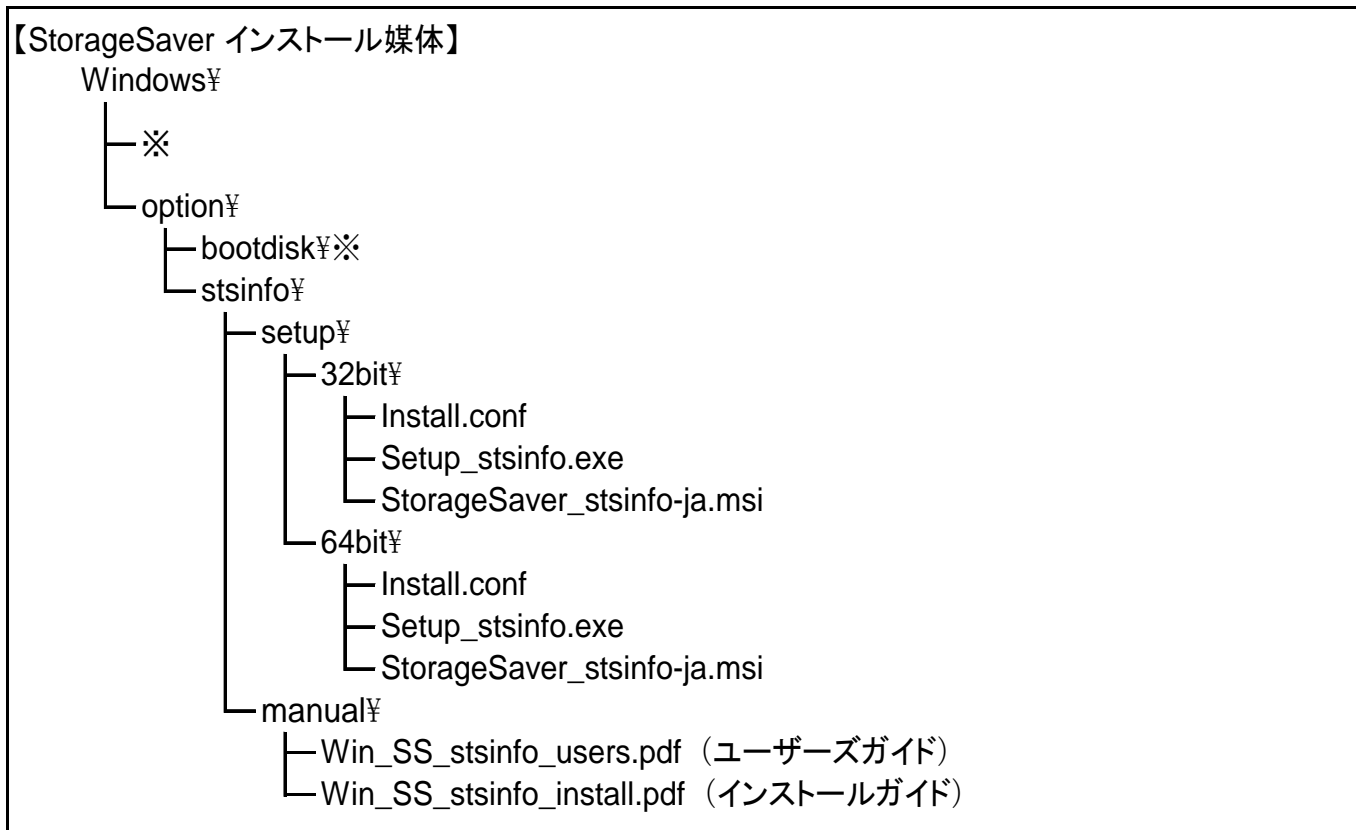 【StorageSaver インストール媒体】
Windows¥
※
option¥
bootdisk¥※
stsinfo¥
setup¥
32bit¥
Install.conf
Setup_stsinfo.exe
StorageSaver_stsinfo-ja.msi
64bit¥
Install.conf
Setup_stsinfo.exe
StorageSaver_stsinfo-ja.msi
manual¥
Win_SS_stsinfo_users.pdf（ユーザーズガイド）
Win_SS_stsinfo_install.pdf（インストールガイド）